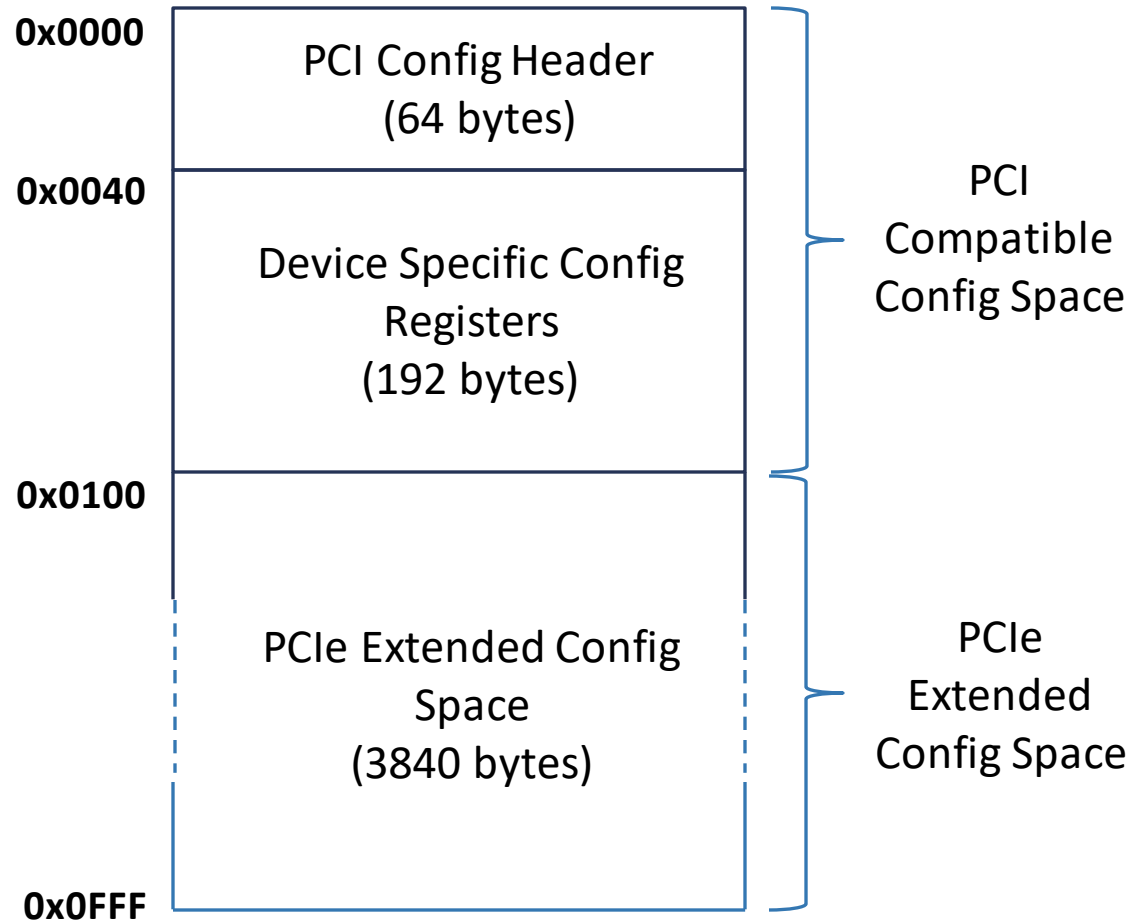 0x0000
PCI Config Header
(64 bytes)
0x0040
Device Specific Config
Registers
(192 bytes)
PCI
Compatible
Config Space
0x0100
PCIe Extended Config
Space
(3840 bytes)
PCIe
Extended
Config Space
0x0FFF